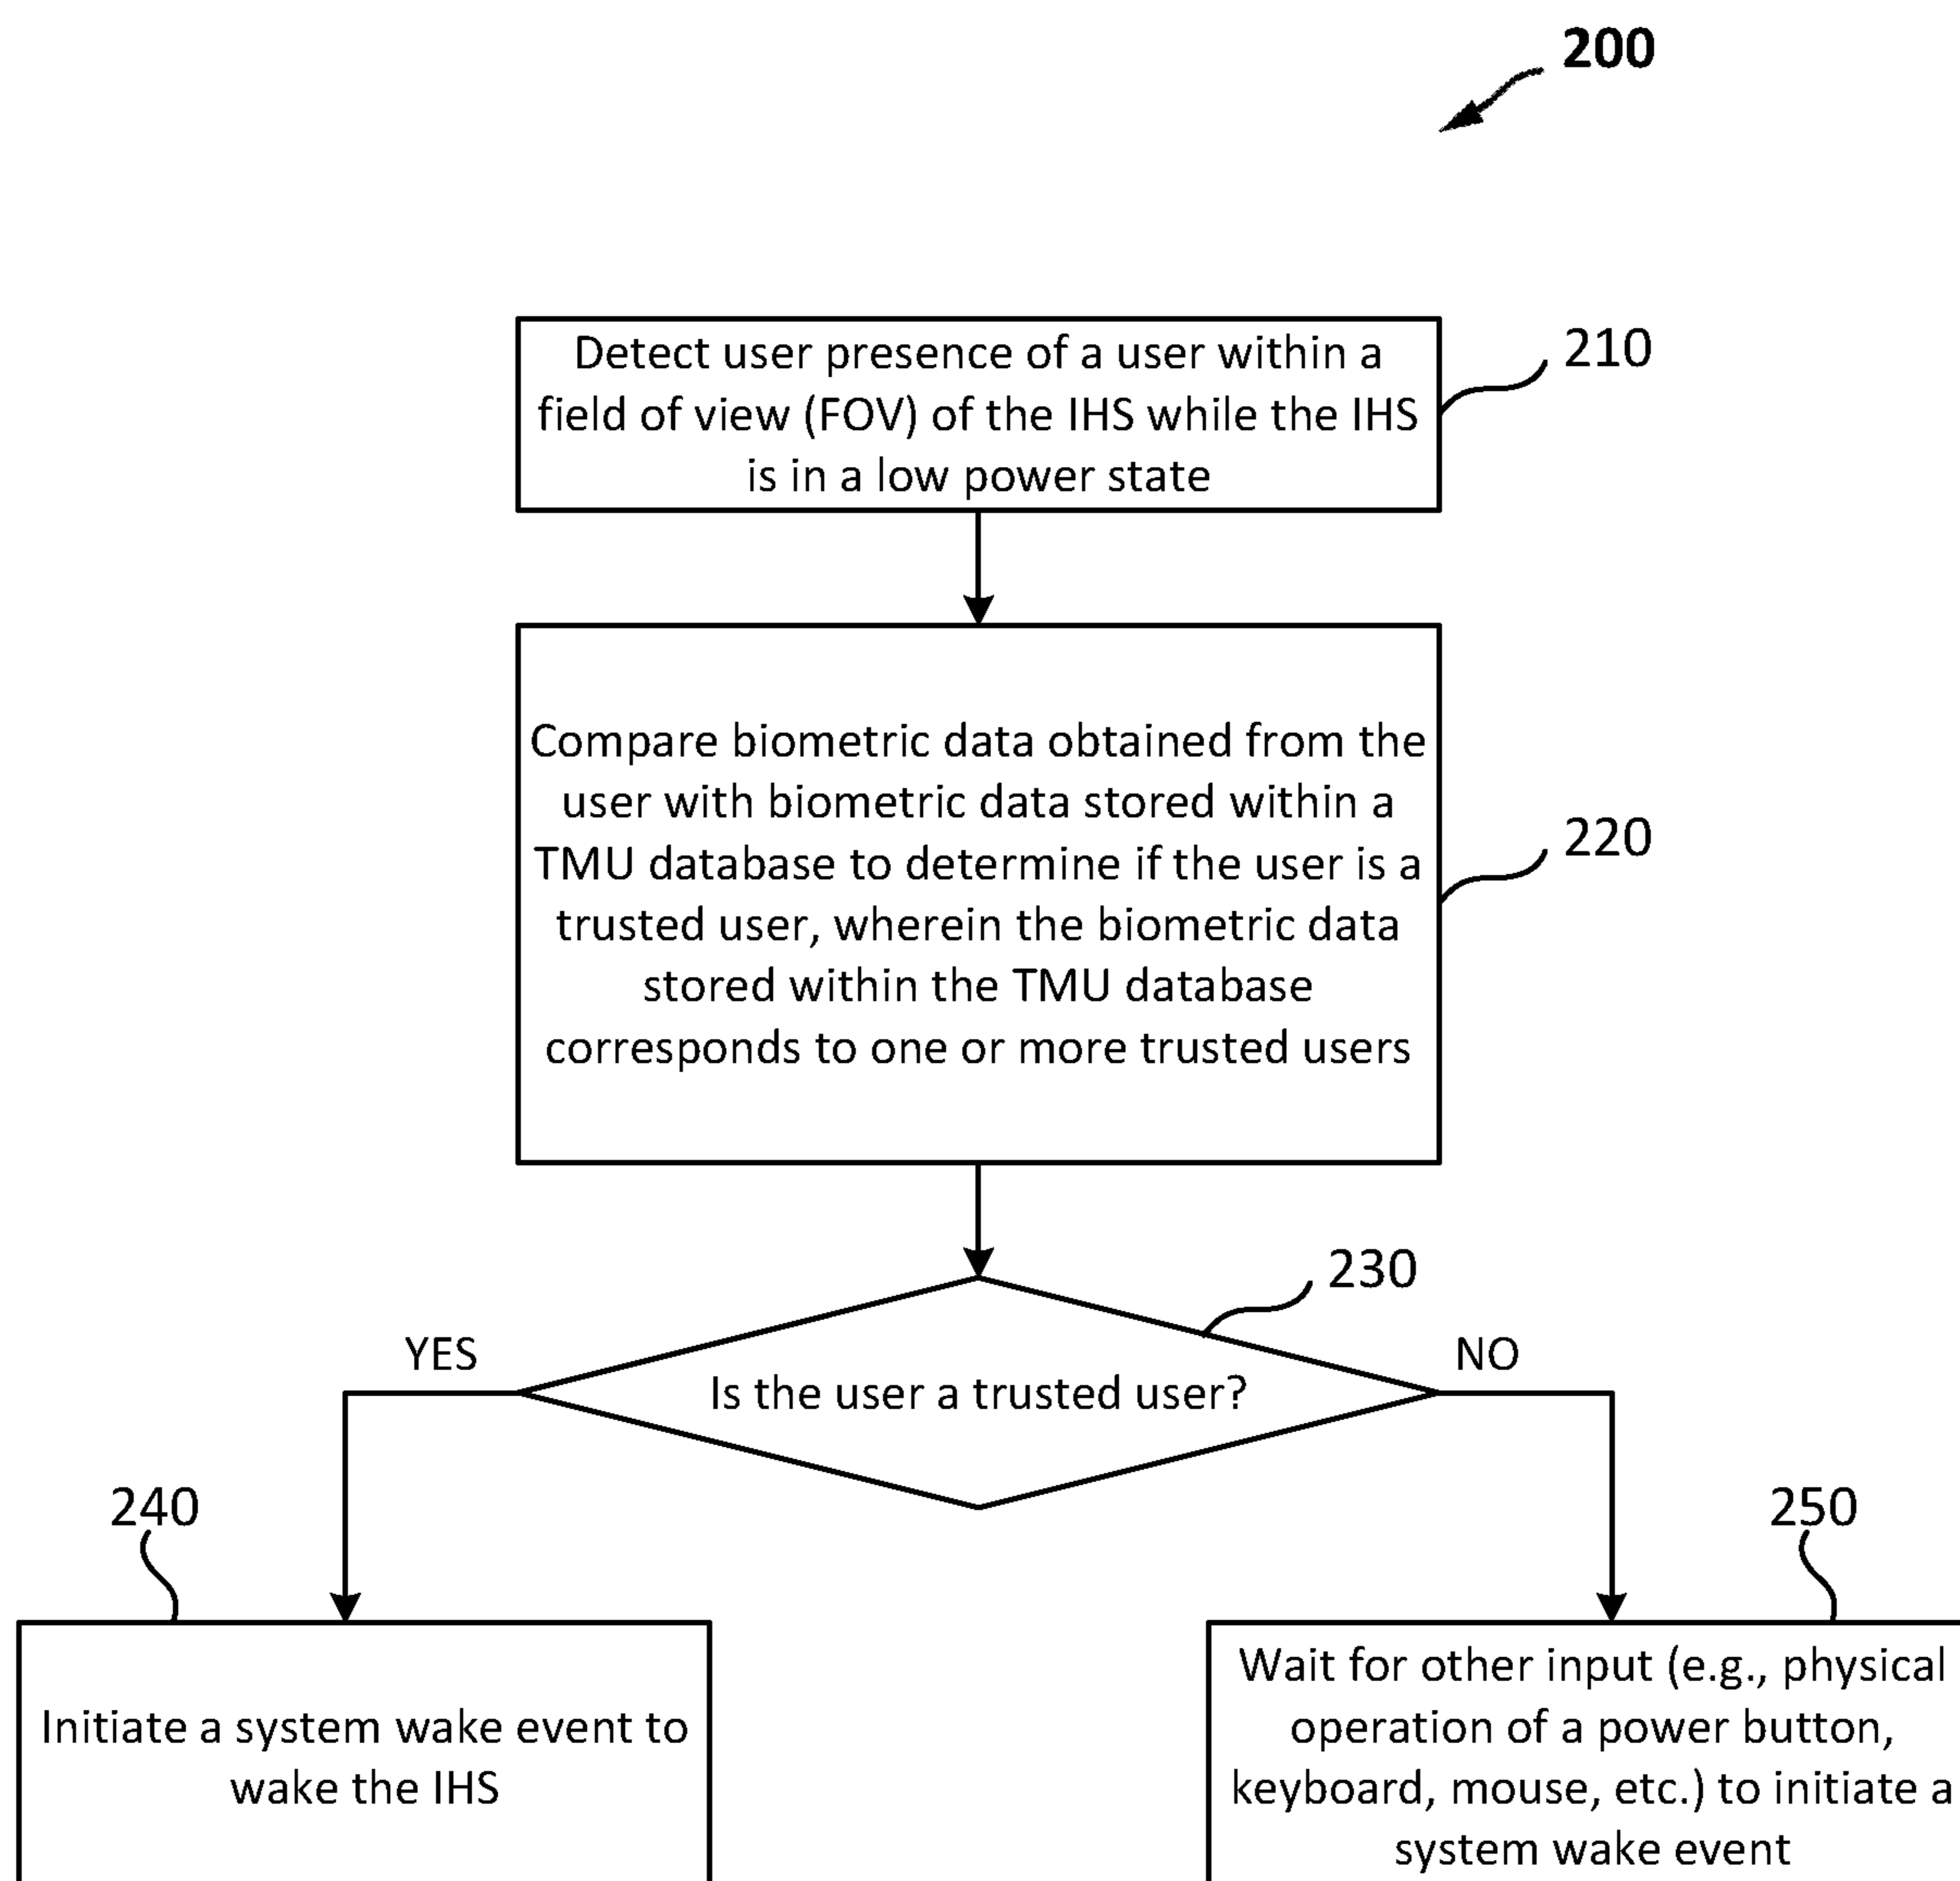 200
Detect user presence of a user within a
field of view (FOV) of the IHS while the IHS
is in a low power state
210
Compare biometric data obtained from the
user with biometric data stored within a
TMU database to determine if the user is a
trusted user, wherein the biometric data
stored within the TMU database
corresponds to one or more trusted users
220
230
YES
NO
Is the user a trusted user?
240
250
Initiate a system wake event to
wake the IHS
Wait for other input (e.g., physical
operation of a power button,
keyboard, mouse, etc.) to initiate a
system wake event